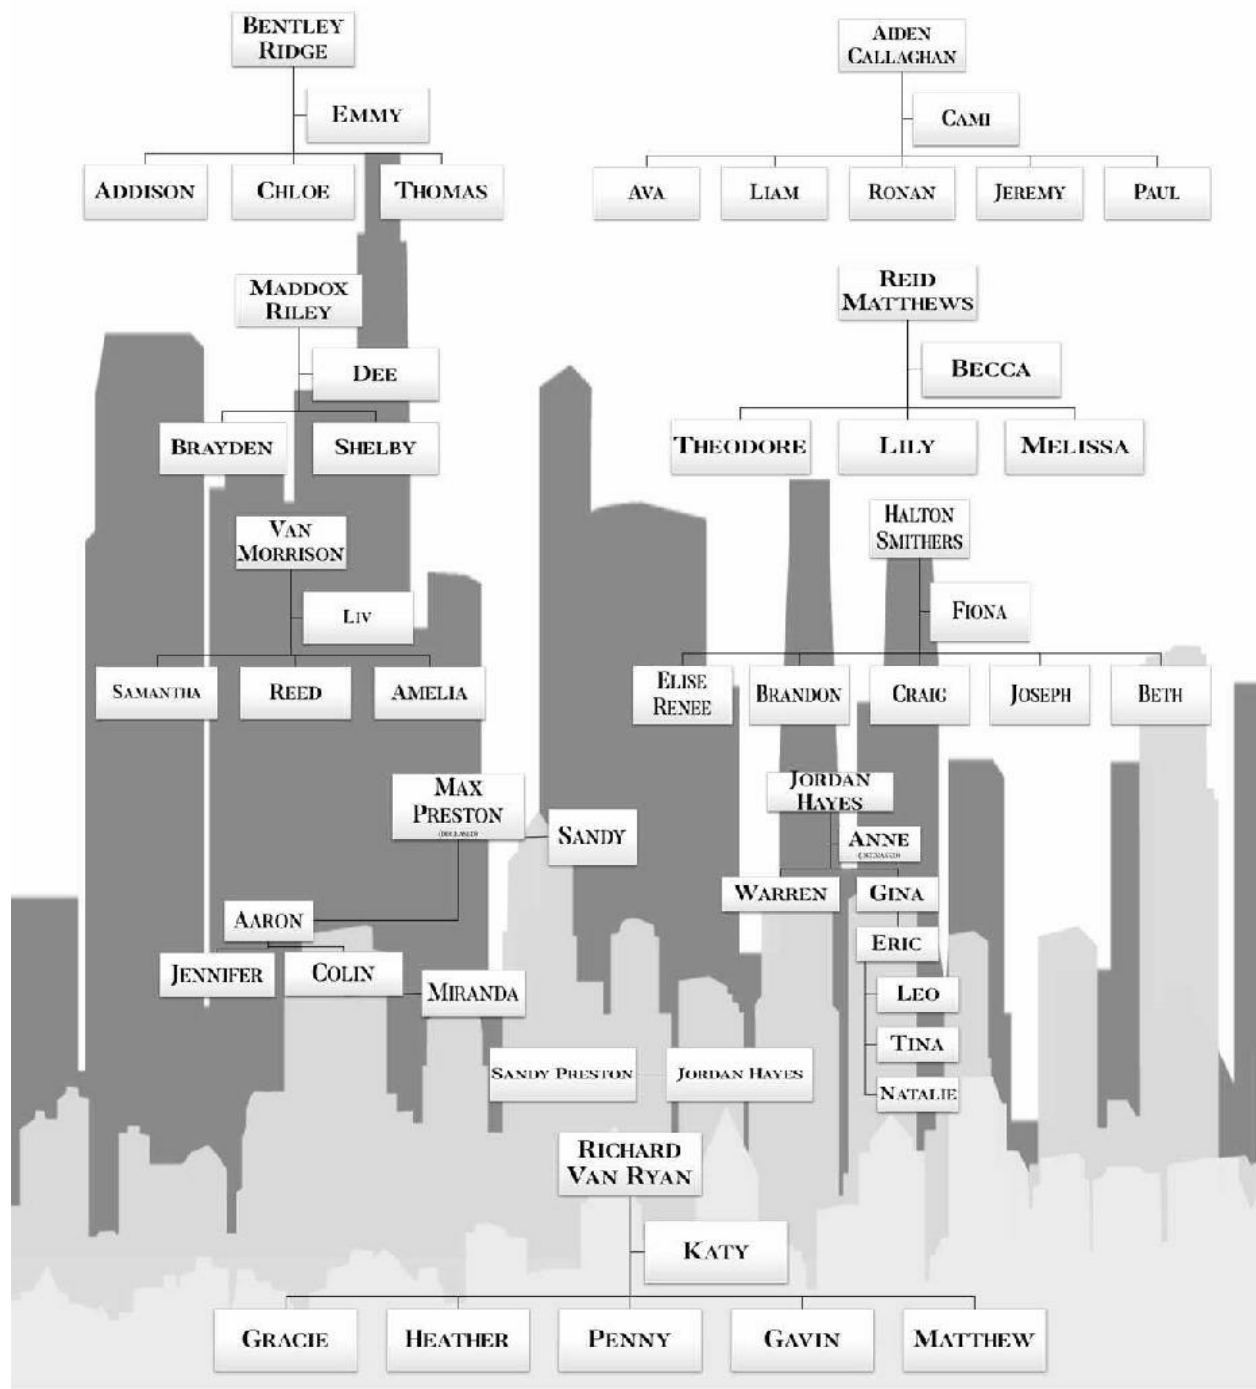 BENTLEY
RIDGE
EMMY
ADDISON
CHLOE
THOMAS
AIDEN
CALLAGHAN
CAMI
AVA
LIAM
RONAN
JEREMY
PAUL
MADDOX
RILEY
DEE
BRAYDEN
SHELBY
REID
MATTHEWS
BECCA
THEODORE
LILY
MELISSA
VAN
MORRISON
LIV
SAMANTHA
REED
AMELIA
HALTON
SMITHERS
FIONA
ELISE
RENEE
BRANDON
CRAIG
JOSEPH
BETH
MAX
PRESTON
(DECEASED)
SANDY
AARON
JENNIFER
COLIN
MIRANDA
JORDAN
HAYES
ANNE
(DECEASED)
WARREN
GINA
ERIC
LEO
TINA
NATALIE
SANDY PRESTON
JORDAN HAYES
RICHARD
VAN RYAN
KATY
GRACIE
HEATHER
PENNY
GAVIN
MATTHEW